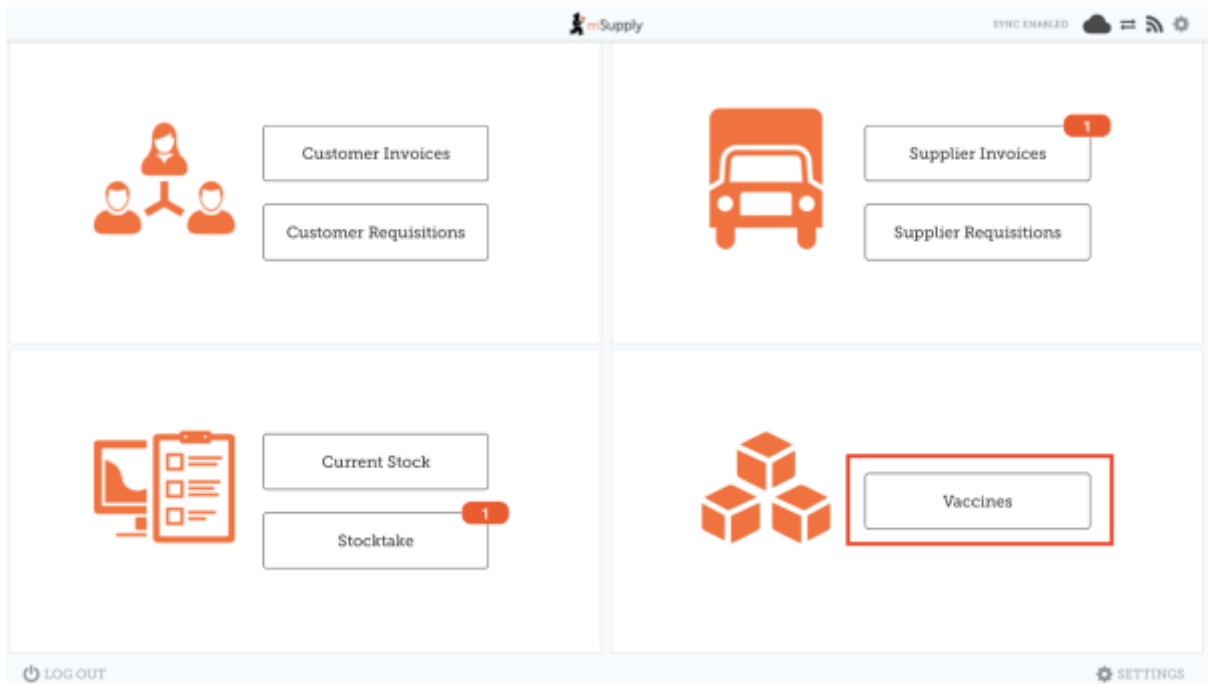 mSupply
SYNC ENABLED
Customer Invoices
Customer Requisitions
1
Supplier Invoices
Supplier Requisitions
Current Stock
1
Stocktake
Vaccines
LOG OUT
SETTINGS